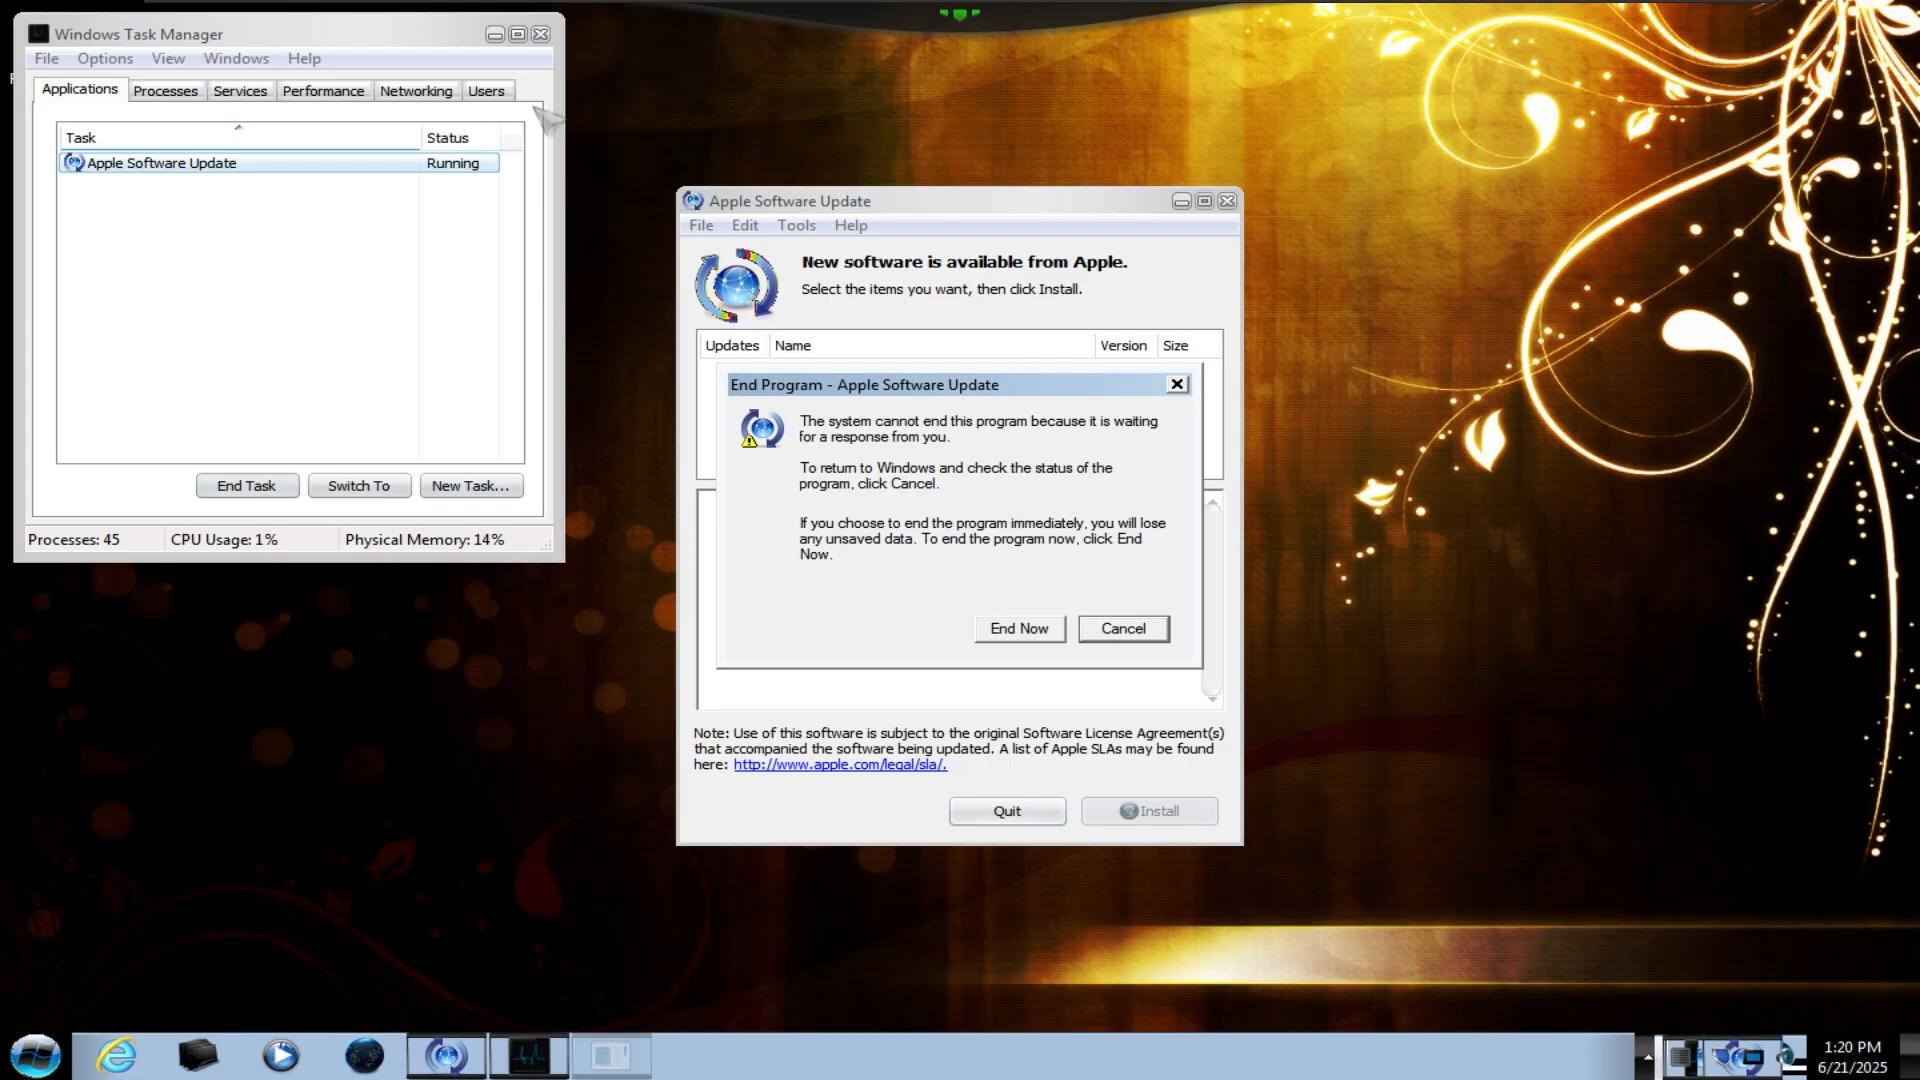 Windows Task Manager
File Options View Windows Help
Applications Processes Services Performance Networking Users
Task Status
Apple Software Update Running
End Task Switch To New Task...
Processes: 45 CPU Usage: 1% Physical Memory: 14%
Apple Software Update
File Edit Tools Help
New software is available from Apple.
Select the items you want, then click Install.
Updates Name Version Size
End Program - Apple Software Update
The system cannot end this program because it is waiting
for a response from you.
To return to Windows and check the status of the
program, click Cancel.
If you choose to end the program immediately, you will lose
any unsaved data. To end the program now, click End
Now.
End Now Cancel
Note: Use of this software is subject to the original Software License Agreement(s)
that accompanied the software being updated. A list of Apple SLAs may be found
here: http://www.apple.com/legal/sla/.
Quit Install
1:20 PM
6/21/2025